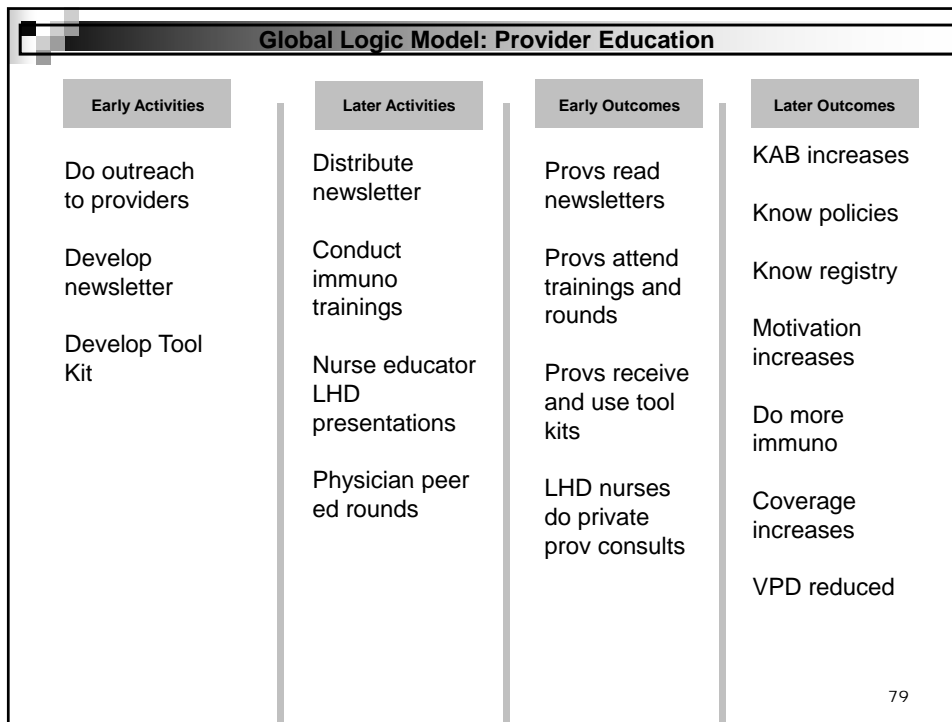 Global Logic Model: Provider Education
Early Activities
Do outreach
to providers
Develop
newsletter
Develop Tool
Kit
Later Activities
Distribute
newsletter
Conduct
immuno
trainings
Nurse educator
LHD
presentations
Physician peer
ed rounds
Early Outcomes
Provs read
newsletters
Provs attend
trainings and
rounds
Provs receive
and use tool
kits
LHD nurses
do private
prov consults
Later Outcomes
KAB increases
Know policies
Know registry
Motivation
increases
Do more
immuno
Coverage
increases
VPD reduced
79